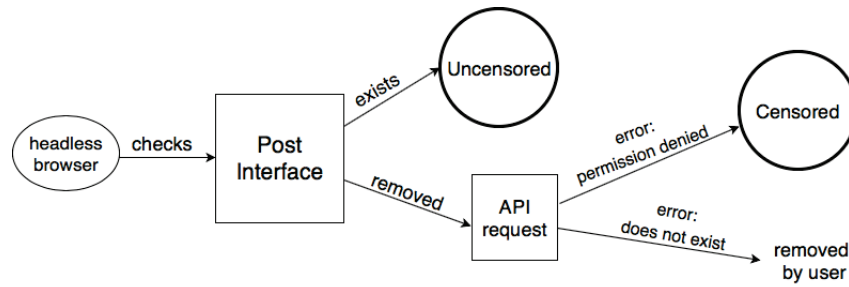 headless
browser
checks
Post
Interface
exists
Uncensored
removed
API
request
error:
permission denied
Censored
error:
does not exist
removed
by user